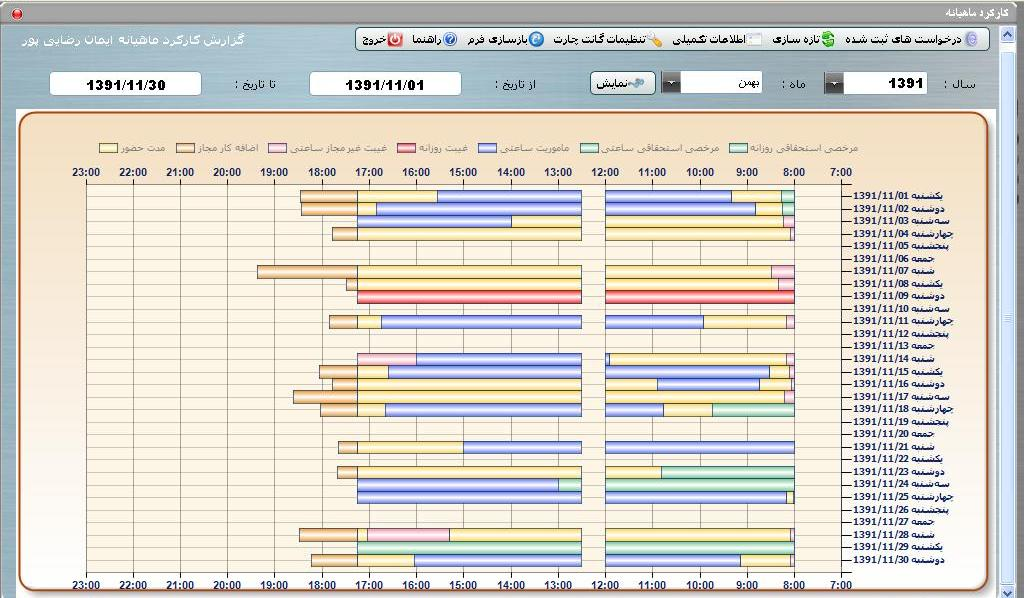 کارکرد ماهیانه
درخواست های ثبت شده تازه سازی اطلاعات تکمیلی تنظیمات گانت چارت بازسازی فرم راهنما خروج
گزارش کارکرد ماهیانه ایمان رضایی پور
سال : 1391 ماه : بهمن نمایش از تاریخ : 1391/11/01 تا تاریخ : 1391/11/30
مرخصی استحقاقی روزانه مرخصی استحقاقی ساعتی ماموریت ساعتی غیبت روزانه غیبت غیر مجاز ساعتی اضافه کار مجاز مدت حضور
23:00 22:00 21:00 20:00 19:00 18:00 17:00 16:00 15:00 14:00 13:00 12:00 11:00 10:00 9:00 8:00 7:00
یکشنبه 1391/11/01
دوشنبه 1391/11/02
سه‌شنبه 1391/11/03
چهارشنبه 1391/11/04
پنجشنبه 1391/11/05
جمعه 1391/11/06
شنبه 1391/11/07
یکشنبه 1391/11/08
دوشنبه 1391/11/09
سه‌شنبه 1391/11/10
چهارشنبه 1391/11/11
پنجشنبه 1391/11/12
جمعه 1391/11/13
شنبه 1391/11/14
یکشنبه 1391/11/15
دوشنبه 1391/11/16
سه‌شنبه 1391/11/17
چهارشنبه 1391/11/18
پنجشنبه 1391/11/19
جمعه 1391/11/20
شنبه 1391/11/21
یکشنبه 1391/11/22
دوشنبه 1391/11/23
سه‌شنبه 1391/11/24
چهارشنبه 1391/11/25
پنجشنبه 1391/11/26
جمعه 1391/11/27
شنبه 1391/11/28
یکشنبه 1391/11/29
دوشنبه 1391/11/30
23:00 22:00 21:00 20:00 19:00 18:00 17:00 16:00 15:00 14:00 13:00 12:00 11:00 10:00 9:00 8:00 7:00